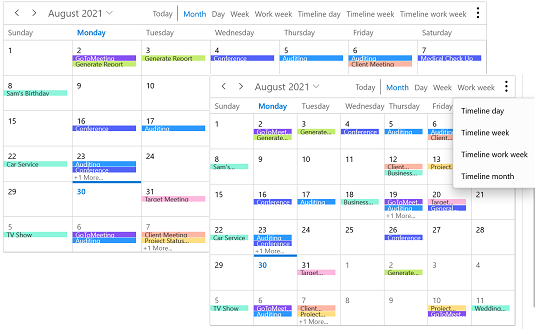 August 2021 Today Month Day Week Work week Timeline day Timeline week Timeline work week
Sunday Monday Tuesday Wednesday Thursday Friday Saturday
1 2 3 4 5 6 7
GoToMeeting Generate Report Conference Auditing Auditing Medical Check Up
Generate Report Client Meeting
8 9 10
Sam's Birthday
15 16 17
Conference Auditing
22 23 24
Car Service Auditing
Conference
+1 More...
29 30 31
Target Meeting
5 6 7
TV Show GoToMeeting Client Meeting
Auditing Project Status...
+1 More...
August 2021 Today Month Day Week Work week
Sunday Monday Tuesday Wednesday Thursday Friday
1 2 3 4 5 6
GoToMeet... Generate... Conference Auditing Auditing
Generate... Client...
8 9 10 11 12 13
Sam's... Client... Project...
Business...
15 16 17 18 19 20 21
Conference Auditing Business... GoToMeet... Target...
Auditing General...
+1 More...
22 23 24 25 26 27 28
Car Service Auditing Conference
Conference
+1 More...
29 30 31 1 2 3 4
Target... Generate...
5 6 7 8 9 10 11
TV Show GoToMeet... Client... Project... Wedding...
Auditing Project... GoToMeet...
+1 More...
Timeline day
Timeline week
Timeline work week
Timeline month